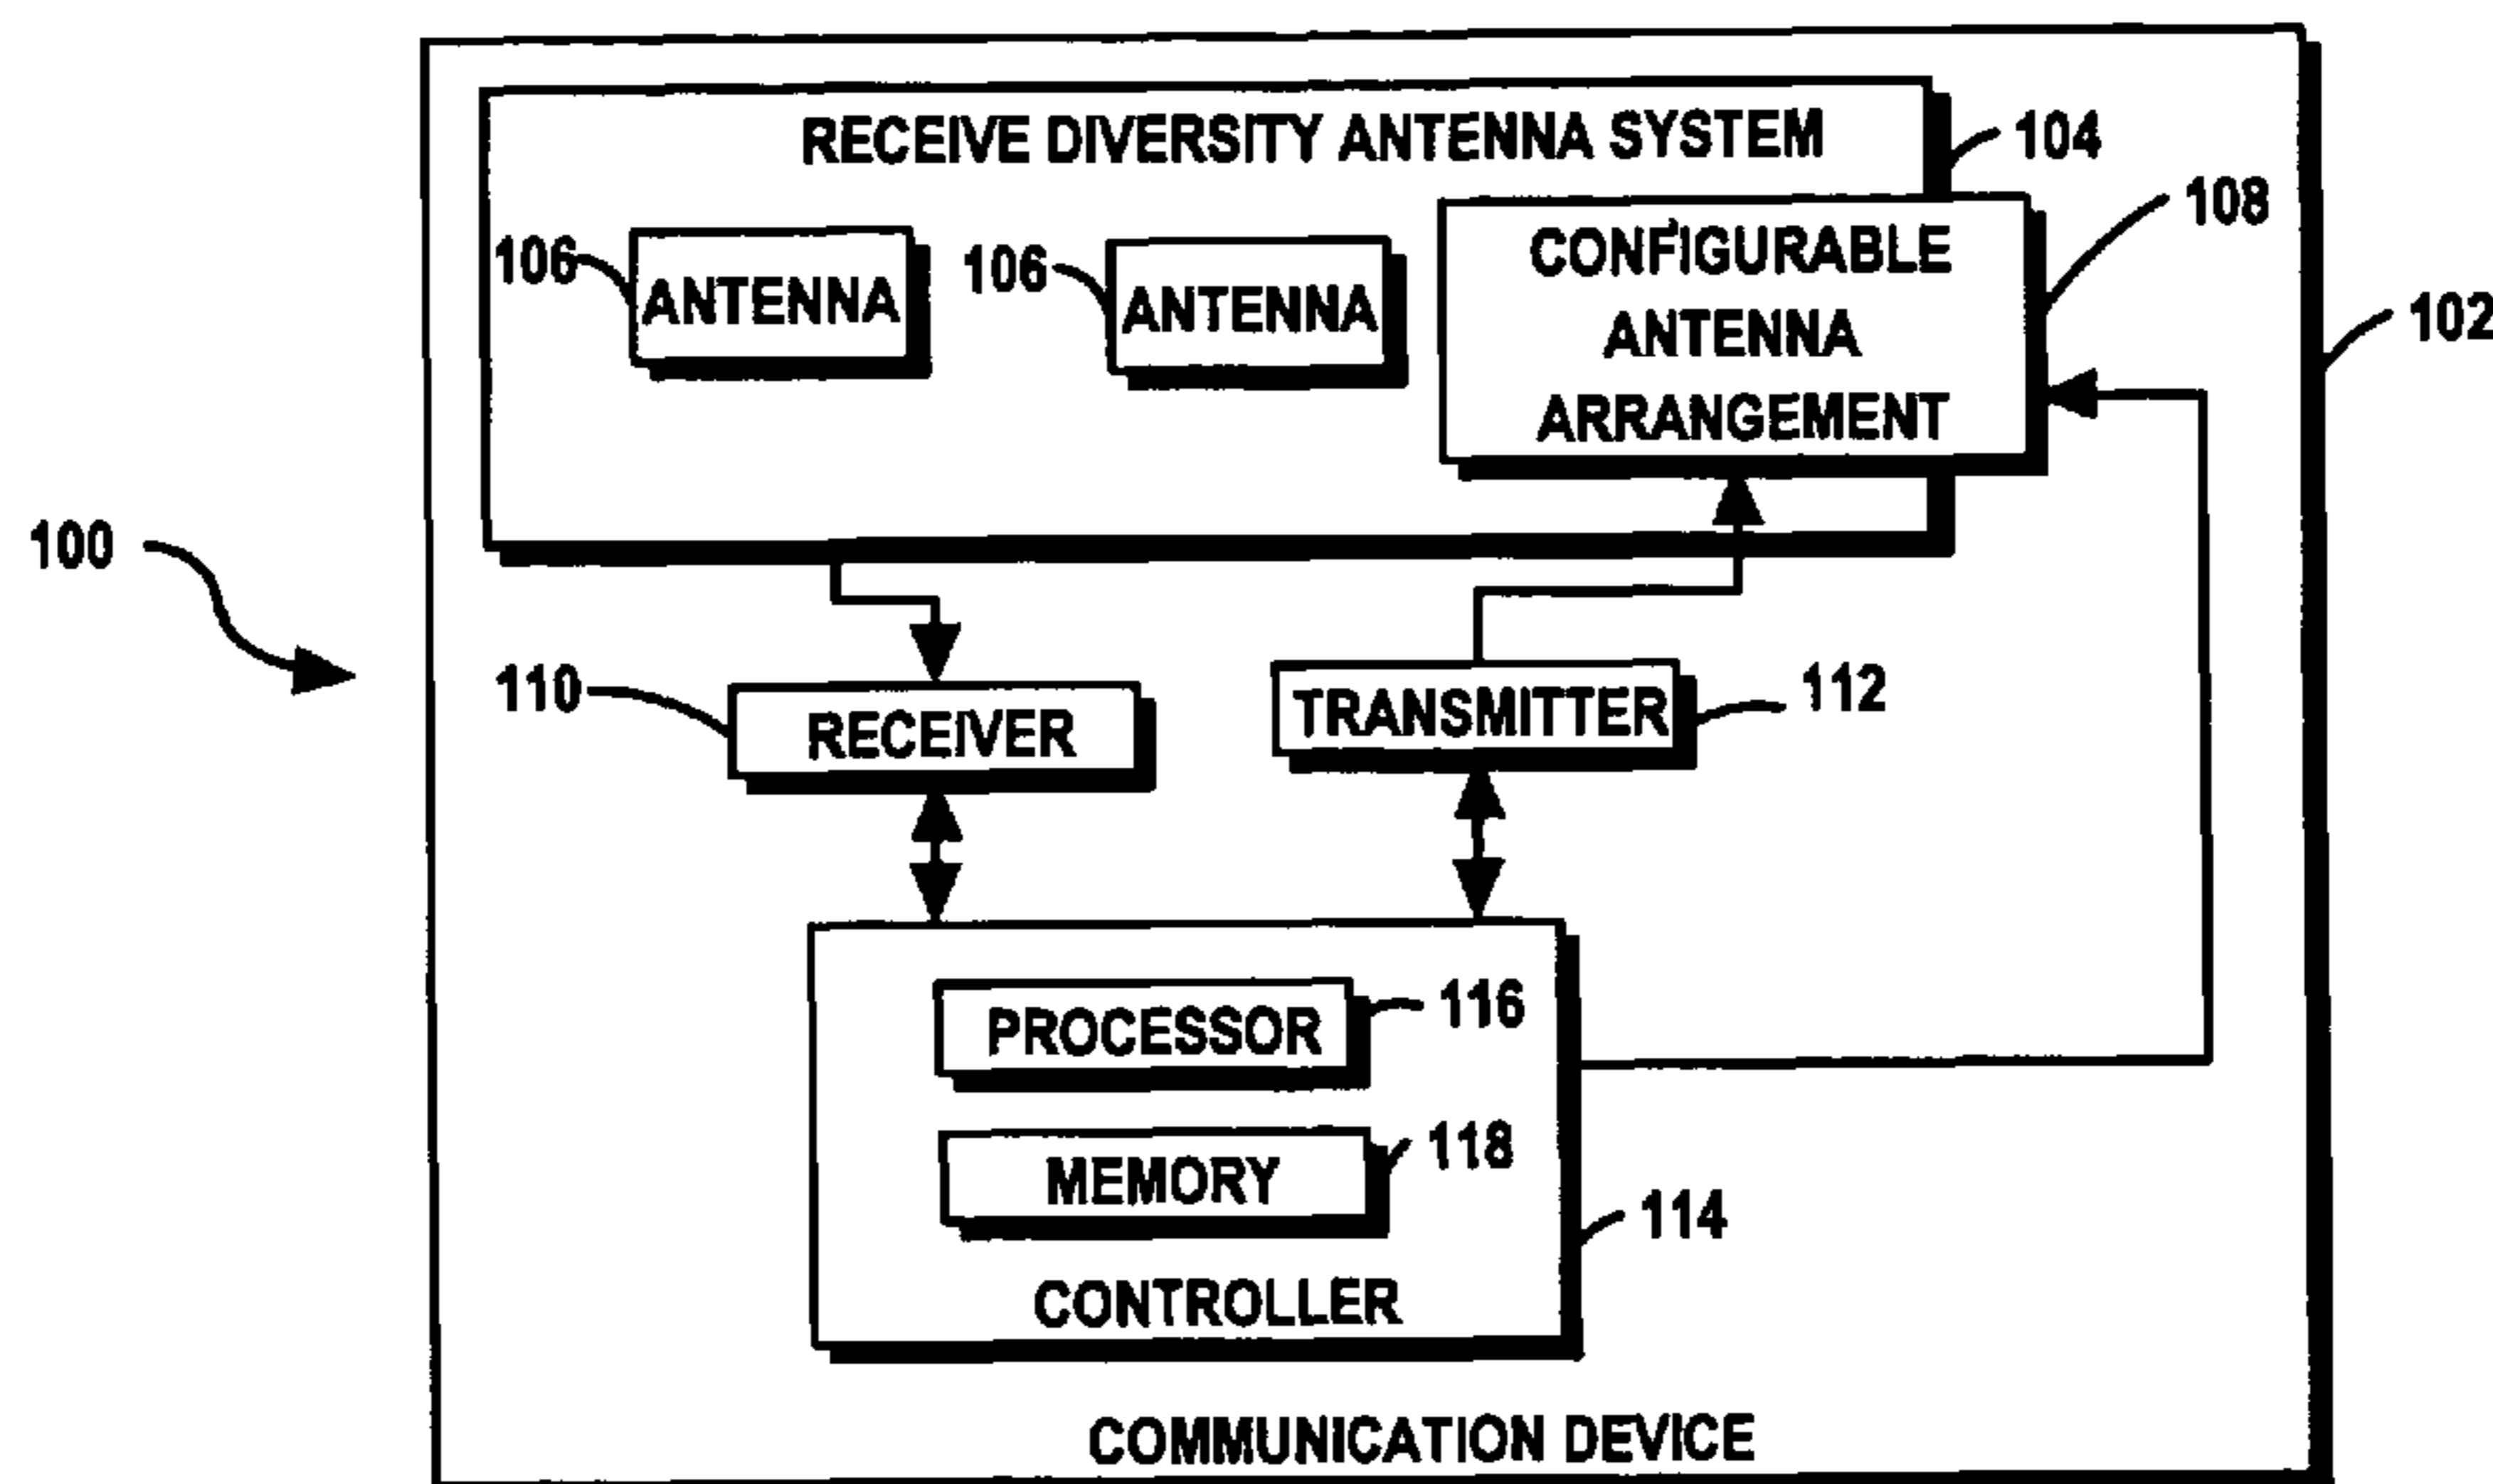 RECEIVE DIVERSITY ANTENNA SYSTEM
104
108
106
ANTENNA
106
ANTENNA
CONFIGURABLE
ANTENNA
ARRANGEMENT
102
100
110
RECEIVER
TRANSMITTER
112
PROCESSOR
116
MEMORY
118
114
CONTROLLER
COMMUNICATION DEVICE